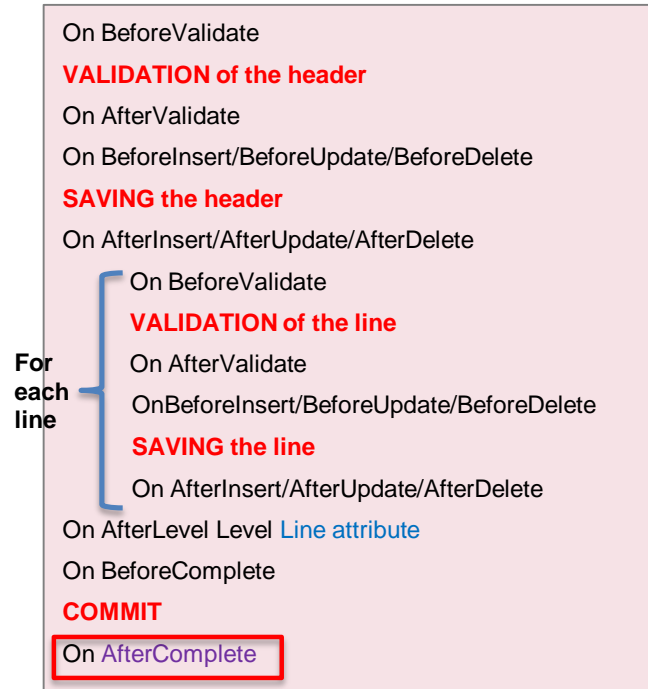 On BeforeValidate
VALIDATION of the header
On AfterValidate
On BeforeInsert/BeforeUpdate/BeforeDelete
SAVING the header
On AfterInsert/AfterUpdate/AfterDelete
For
each
line
On BeforeValidate
VALIDATION of the line
On AfterValidate
OnBeforeInsert/BeforeUpdate/BeforeDelete
SAVING the line
On AfterInsert/AfterUpdate/AfterDelete
On AfterLevel Level Line attribute
On BeforeComplete
COMMIT
On AfterComplete